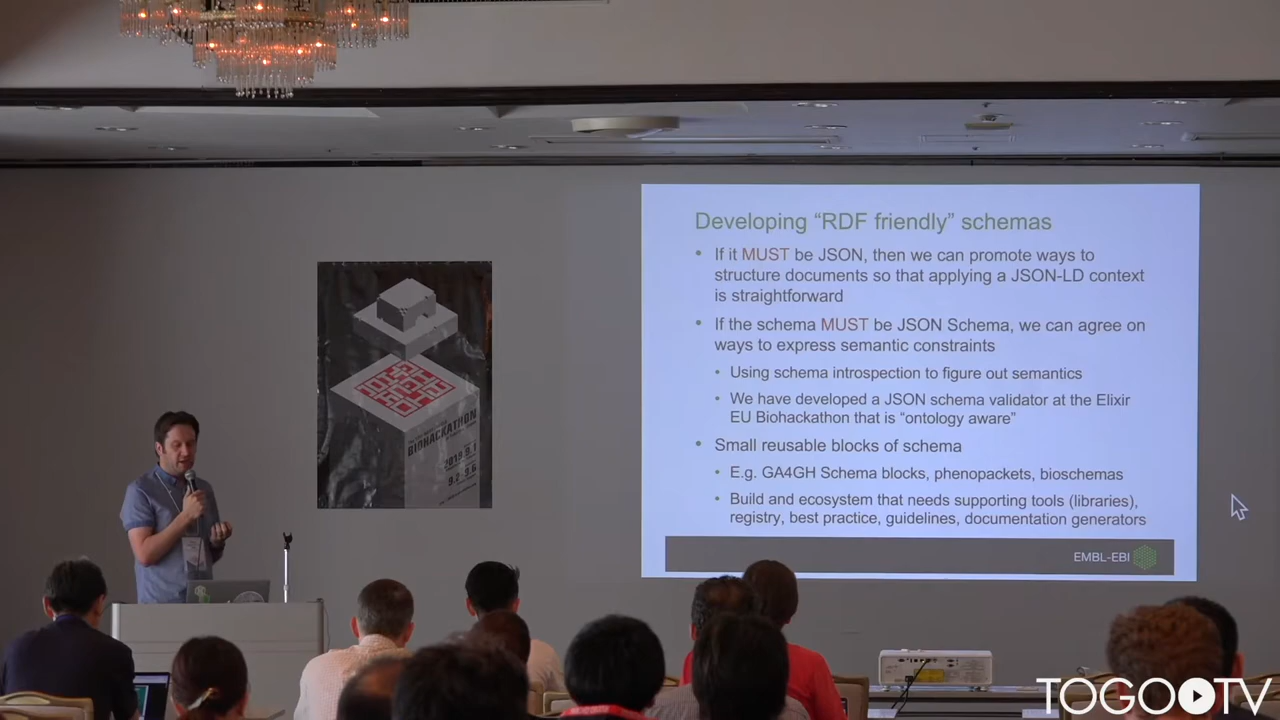 Developing “RDF friendly” schemas
• If it MUST be JSON, then we can promote ways to
structure documents so that applying a JSON-LD context
is straightforward
• If the schema MUST be JSON Schema, we can agree on
ways to express semantic constraints
• Using schema introspection to figure out semantics
• We have developed a JSON schema validator at the Elixir
EU Biohackathon that is “ontology aware”
• Small reusable blocks of schema
• E.g. GA4GH Schema blocks, phenopackets, bioschemas
• Build and ecosystem that needs supporting tools (libraries),
registry, best practice, guidelines, documentation generators
EMBL-EBI
BIOHACKATHON
2019.9.1
TOGO TV